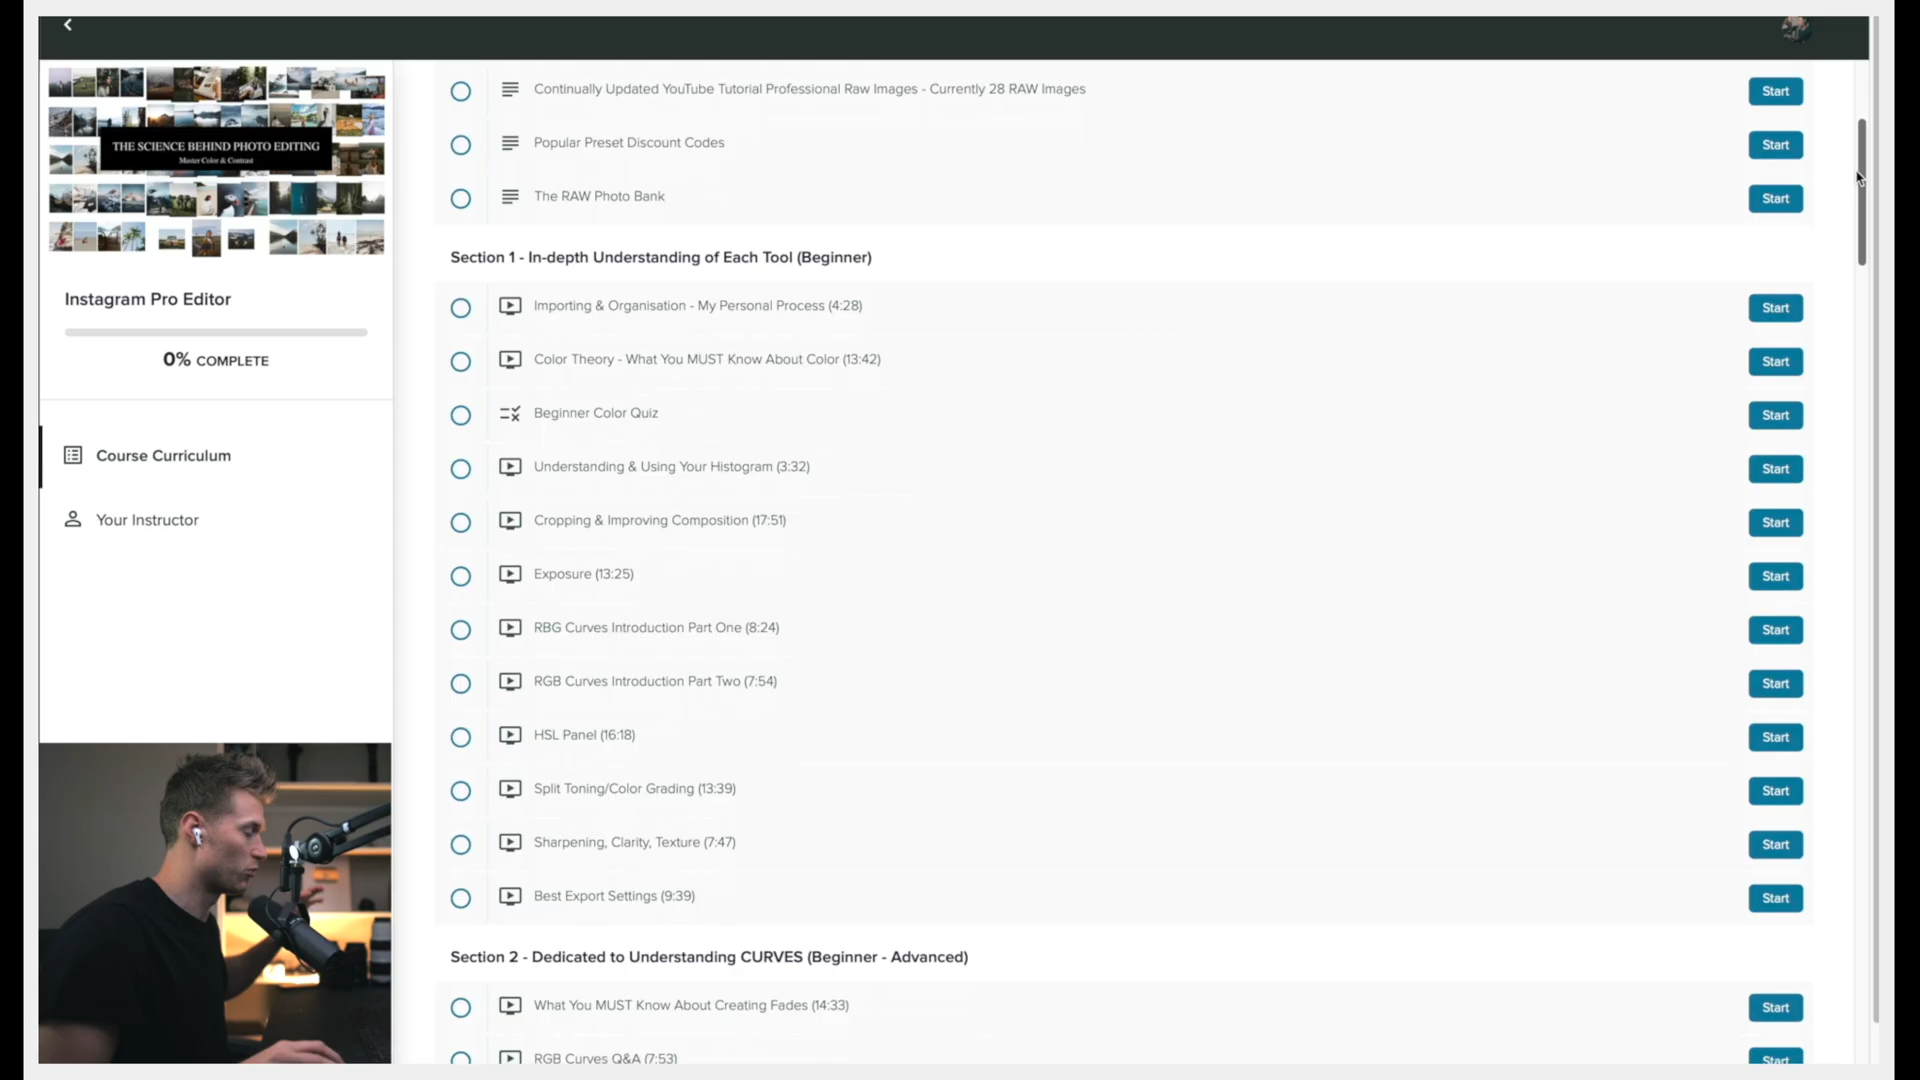 THE SCIENCE BEHIND PHOTO EDITING
Master Color & Contrast
Instagram Pro Editor
0% COMPLETE
Course Curriculum
Your Instructor
Continually Updated YouTube Tutorial Professional Raw Images - Currently 28 RAW Images
Start
Popular Preset Discount Codes
Start
The RAW Photo Bank
Start
Section 1 - In-depth Understanding of Each Tool (Beginner)
Importing & Organisation - My Personal Process (4:28)
Start
Color Theory - What You MUST Know About Color (13:42)
Start
Beginner Color Quiz
Start
Understanding & Using Your Histogram (3:32)
Start
Cropping & Improving Composition (17:51)
Start
Exposure (13:25)
Start
RBG Curves Introduction Part One (8:24)
Start
RGB Curves Introduction Part Two (7:54)
Start
HSL Panel (16:18)
Start
Split Toning/Color Grading (13:39)
Start
Sharpening, Clarity, Texture (7:47)
Start
Best Export Settings (9:39)
Start
Section 2 - Dedicated to Understanding CURVES (Beginner - Advanced)
What You MUST Know About Creating Fades (14:33)
Start
RGB Curves Q&A (7:53)
Start